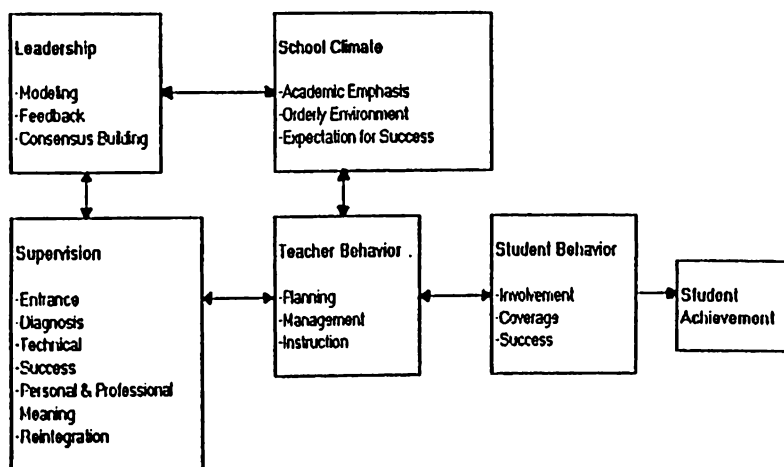 Leadership
-Modeling
-Feedback
-Consensus Building
School Climate
-Academic Emphasis
-Orderly Environment
-Expectation for Success
Supervision
-Entrance
-Diagnosis
-Technical
-Success
-Personal & Professional
Meaning
-Reintegration
Teacher Behavior .
-Planning
-Management
-Instruction
Student Behavior
-Involvement
-Coverage
-Success
Student
Achievement